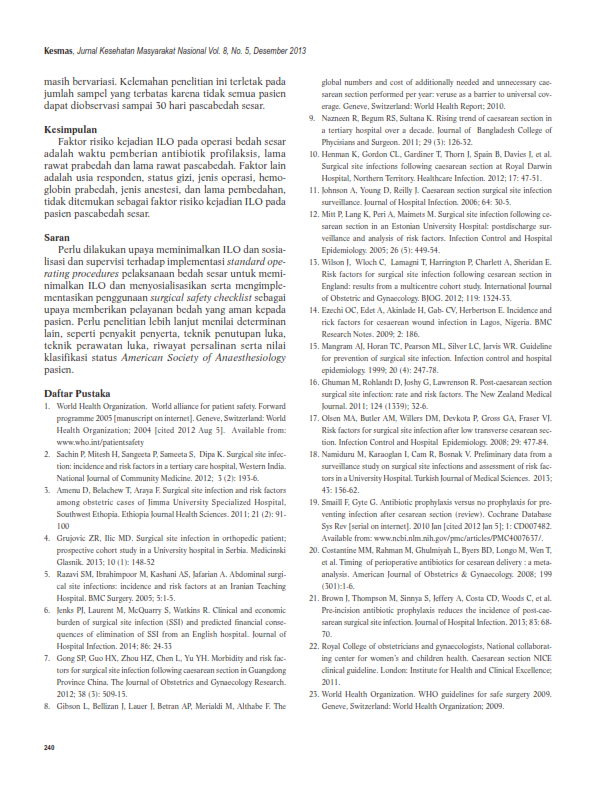 Kesmas, Jurnal Kesehatan Masyarakat Nasional Vol. 8, No. 5, Desember 2013
masih bervariasi. Kelemahan penelitian ini terletak pada
jumlah sampel yang terbatas karena tidak semua pasien
dapat diobservasi sampai 30 hari pascabedah sesar.
Kesimpulan
Faktor risiko kejadian ILO pada operasi bedah sesar
adalah waktu pemberian antibiotik profilaksis, lama
rawat prabedah dan lama rawat pascabedah. Faktor lain
adalah usia responden, status gizi, jenis operasi, hemo-
globin prabedah, jenis anestesi, dan lama pembedahan,
tidak ditemukan sebagai faktor risiko kejadian ILO pada
pasien pascabedah sesar.
Saran
Perlu dilakukan upaya meminimalkan ILO dan sosia-
lisasi dan supervisi terhadap implementasi standard ope-
rating procedures pelaksanaan bedah sesar untuk memi-
nimalkan ILO dan menyosialisasikan serta mengimple-
mentasikan penggunaan surgical safety checklist sebagai
upaya memberikan pelayanan bedah yang aman kepada
pasien. Perlu penelitian lebih lanjut menilai determinan
lain, seperti penyakit penyerta, teknik penutupan luka,
teknik perawatan luka, riwayat persalinan serta nilai
klasifikasi status American Society of Anaesthesiology
pasien.
Daftar Pustaka
1. World Health Organization. World alliance for patient safety. Forward
programme 2005 [manuscript on internet]. Geneve, Switzerland: World
Health Organization; 2004 [cited 2012 Aug 5]. Available from:
www.who.int/patientsafety
2. Sachin P, Mitesh H, Sangeeta P, Sameeta S, Dipa K. Surgical site infec-
tion: incidence and risk factors in a tertiary care hospital, Western India.
National Journal of Community Medicine. 2012; 3 (2): 193-6.
3. Amenu D, Belachew T, Araya F. Surgical site infection and risk factors
among obstetric cases of Jimma University Specialized Hospital,
Southwest Ethopia. Ethiopia Journal Health Sciences. 2011; 21 (2): 91-
100
4. Grujovic ZR, Ilic MD. Surgical site infection in orthopedic patient;
prospective cohort study in a University hospital in Serbia. Medicinski
Glasnik. 2013; 10 (1): 148-52
5. Razavi SM, Ibrahimpoor M, Kashani AS, Jafarian A. Abdominal surgi-
cal site infections: incidence and risk factors at an Iranian Teaching
Hospital. BMC Surgery. 2005; 5:1-5.
6. Jenks PJ, Laurent M, McQuarry S, Watkins R. Clinical and economic
burden of surgical site infection (SSI) and predicted financial conse-
quences of elimination of SSI from an English hospital. Journal of
Hospital Infection. 2014; 86: 24-33
7. Gong SP, Guo HX, Zhou HZ, Chen L, Yu YH. Morbidity and risk fac-
tors for surgical site infection following caesarean section in Guangdong
Province China. The Journal of Obstetrics and Gynaecology Research.
2012; 38 (3): 509-15.
8. Gibson L, Bellizan J, Lauer J, Betran AP, Merialdi M, Althabe F. The
global numbers and cost of additionally needed and unnecessary cae-
sarean section performed per year: veruse as a barrier to universal cov-
erage. Geneve, Switzerland: World Health Report; 2010.
9. Nazneen R, Begum RS, Sultana K. Rising trend of caesarean section in
a tertiary hospital over a decade. Journal of Bangladesh College of
Phycisians and Surgeon. 2011; 29 (3): 126-32.
10. Henman K, Gordon CL, Gardiner T, Thorn J, Spain B, Davies J, et al.
Surgical site infections following caesarean section at Royal Darwin
Hospital, Northern Territory. Healthcare Infection. 2012; 17: 47-51.
11. Johnson A, Young D, Reilly J. Caesarean section surgical site infection
surveillance. Journal of Hospital Infection. 2006; 64: 30-5.
12. Mitt P, Lang K, Peri A, Maimets M. Surgical site infection following ce-
sarean section in an Estonian University Hospital: postdischarge sur-
veillance and analysis of risk factors. Infection Control and Hospital
Epidemiology. 2005; 26 (5): 449-54.
13. Wilson J, Wloch C, Lamagni T, Harrington P, Charlett A, Sheridan E.
Risk factors for surgical site infection following cesarean section in
England: results from a multicentre cohort study. International Journal
of Obstetric and Gynaecology. BJOG. 2012; 119: 1324-33.
14. Ezechi OC, Edet A, Akinlade H, Gab- CV, Herbertson E. Incidence and
rick factors for cesaerean wound infection in Lagos, Nigeria. BMC
Research Notes. 2009; 2: 186.
15. Mangram AJ, Horan TC, Pearson ML, Silver LC, Jarvis WR. Guideline
for prevention of surgical site infection. Infection control and hospital
epidemiology. 1999; 20 (4): 247-78.
16. Ghuman M, Rohlandt D, Joshy G, Lawrenson R. Post-caesarean section
surgical site infection: rate and risk factors. The New Zealand Medical
Journal. 2011; 124 (1339); 32-6.
17. Olsen MA, Butler AM, Willers DM, Devkota P, Gross GA, Fraser VJ.
Risk factors for surgical site infection after low transverse cesarean sec-
tion. Infection Control and Hospital Epidemiology. 2008; 29: 477-84.
18. Namiduru M, Karaoglan I, Cam R, Bosnak V. Preliminary data from a
surveillance study on surgical site infections and assessment of risk fac-
tors in a University Hospital. Turkish Journal of Medical Sciences. 2013;
43: 156-62.
19. Smaill F, Gyte G. Antibiotic prophylaxis versus no prophylaxis for pre-
venting infection after cesarean section (review). Cochrane Database
Sys Rev [serial on internet]. 2010 Jan [cited 2012 Jan 5]; 1: CD007482.
Available from: www.ncbi.nlm.nih.gov/pmc/articles/PMC4007637/.
20. Costantine MM, Rahman M, Ghulmiyah L, Byers BD, Longo M, Wen T,
et al. Timing of perioperative antibiotics for cesarean delivery : a meta-
analysis. American Journal of Obstetrics & Gynaecology. 2008; 199
(301):1-6.
21. Brown J, Thompson M, Sinnya S, Jeffery A, Costa CD, Woods C, et al.
Pre-incision antibiotic prophylaxis reduces the incidence of post-cae-
sarean surgical site infection. Journal of Hospital Infection. 2013; 83: 68-
70.
22. Royal College of obstetricians and gynaecologists, National collaborat-
ing center for women's and children health. Caesarean section NICE
clinical guideline. London: Institute for Health and Clinical Excellence;
2011.
23. World Health Organization. WHO guidelines for safe surgery 2009.
Geneve, Switzerland: World Health Organization; 2009.
240